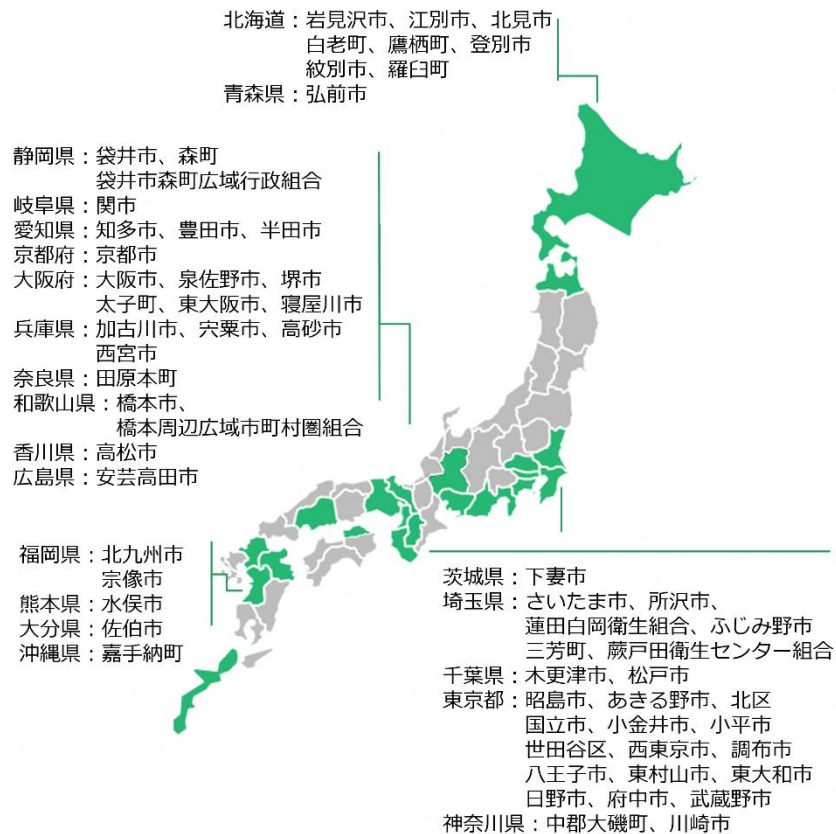 北海道：岩見沢市、江別市、北見市
白老町、鷹栖町、登別市
紋別市、羅臼町
青森県：弘前市
静岡県：袋井市、森町
袋井市森町広域行政組合
岐阜県：関市
愛知県：知多市、豊田市、半田市
京都府：京都市
大阪府：大阪市、泉佐野市、堺市
太子町、東大阪市、寝屋川市
兵庫県：加古川市、宍粟市、高砂市
西宮市
奈良県：田原本町
和歌山県：橋本市、
橋本周辺広域市町村圏組合
香川県：高松市
広島県：安芸高田市
福岡県：北九州市
宗像市
熊本県：水俣市
大分県：佐伯市
沖縄県：嘉手納町
茨城県：下妻市
埼玉県：さいたま市、所沢市、
蓮田白岡衛生組合、ふじみ野市
三芳町、蕨戸田衛生センター組合
千葉県：木更津市、松戸市
東京都：昭島市、あきる野市、北区
国立市、小金井市、小平市
世田谷区、西東京市、調布市
八王子市、東村山市、東大和市
日野市、府中市、武蔵野市
神奈川県：中郡大磯町、川崎市